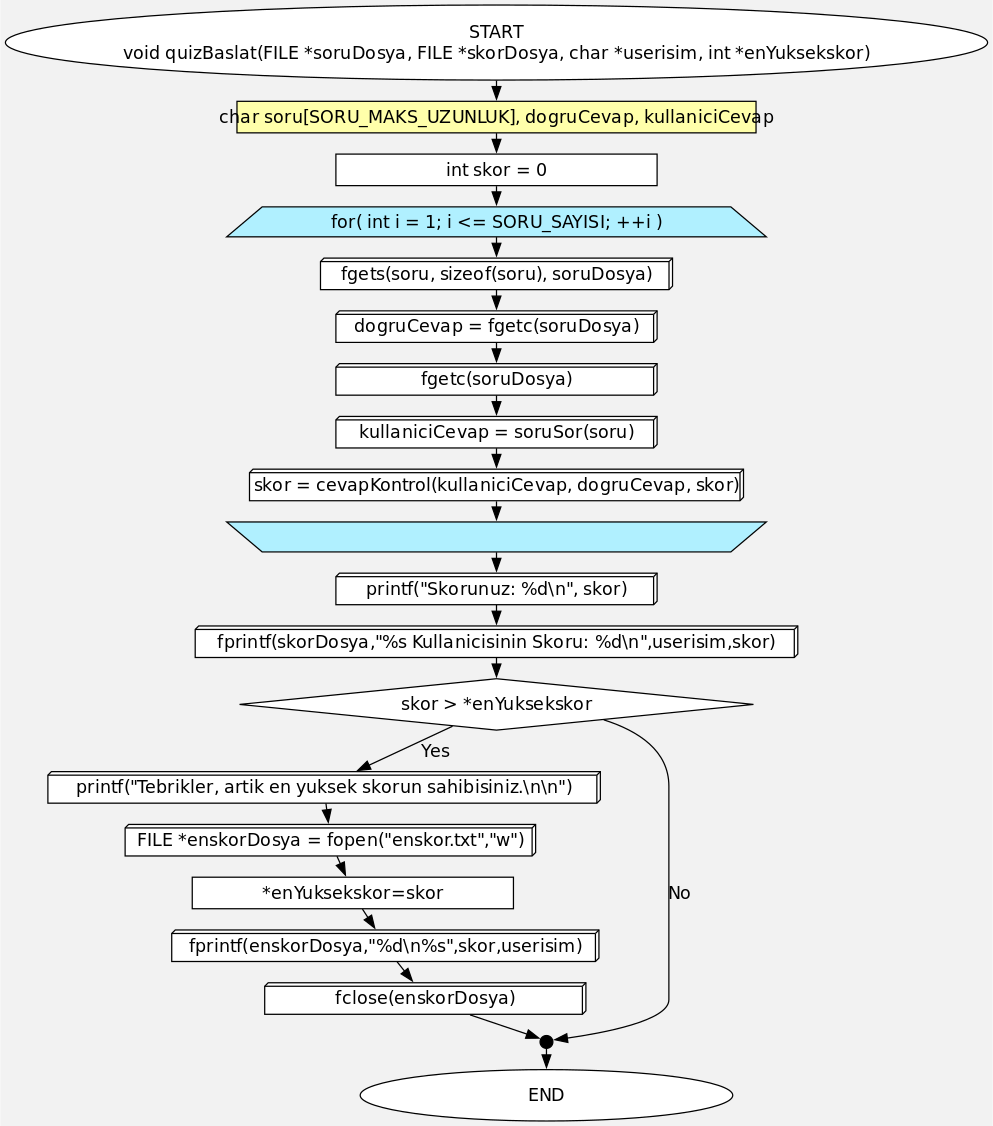 START
void quizBaslat(FILE *soruDosya, FILE *skorDosya, char *userisim, int *enYuksekskor)
char soru[SORU_MAKS_UZUNLUK], dogruCevap, kullaniciCevap
int skor = 0
for( int i = 1; i <= SORU_SAYISI; ++i )
fgets(soru, sizeof(soru), soruDosya)
dogruCevap = fgetc(soruDosya)
fgetc(soruDosya)
kullaniciCevap = soruSor(soru)
skor = cevapKontrol(kullaniciCevap, dogruCevap, skor)
printf("Skorunuz: %d\n", skor)
fprintf(skorDosya,"%s Kullanicisinin Skoru: %d\n",userisim,skor)
skor > *enYuksekskor
Yes
printf("Tebrikler, artik en yuksek skorun sahibisiniz.\n\n")
FILE *enskorDosya = fopen("enskor.txt","w")
*enYuksekskor=skor
No
fprintf(enskorDosya,"%d\n%s",skor,userisim)
fclose(enskorDosya)
END